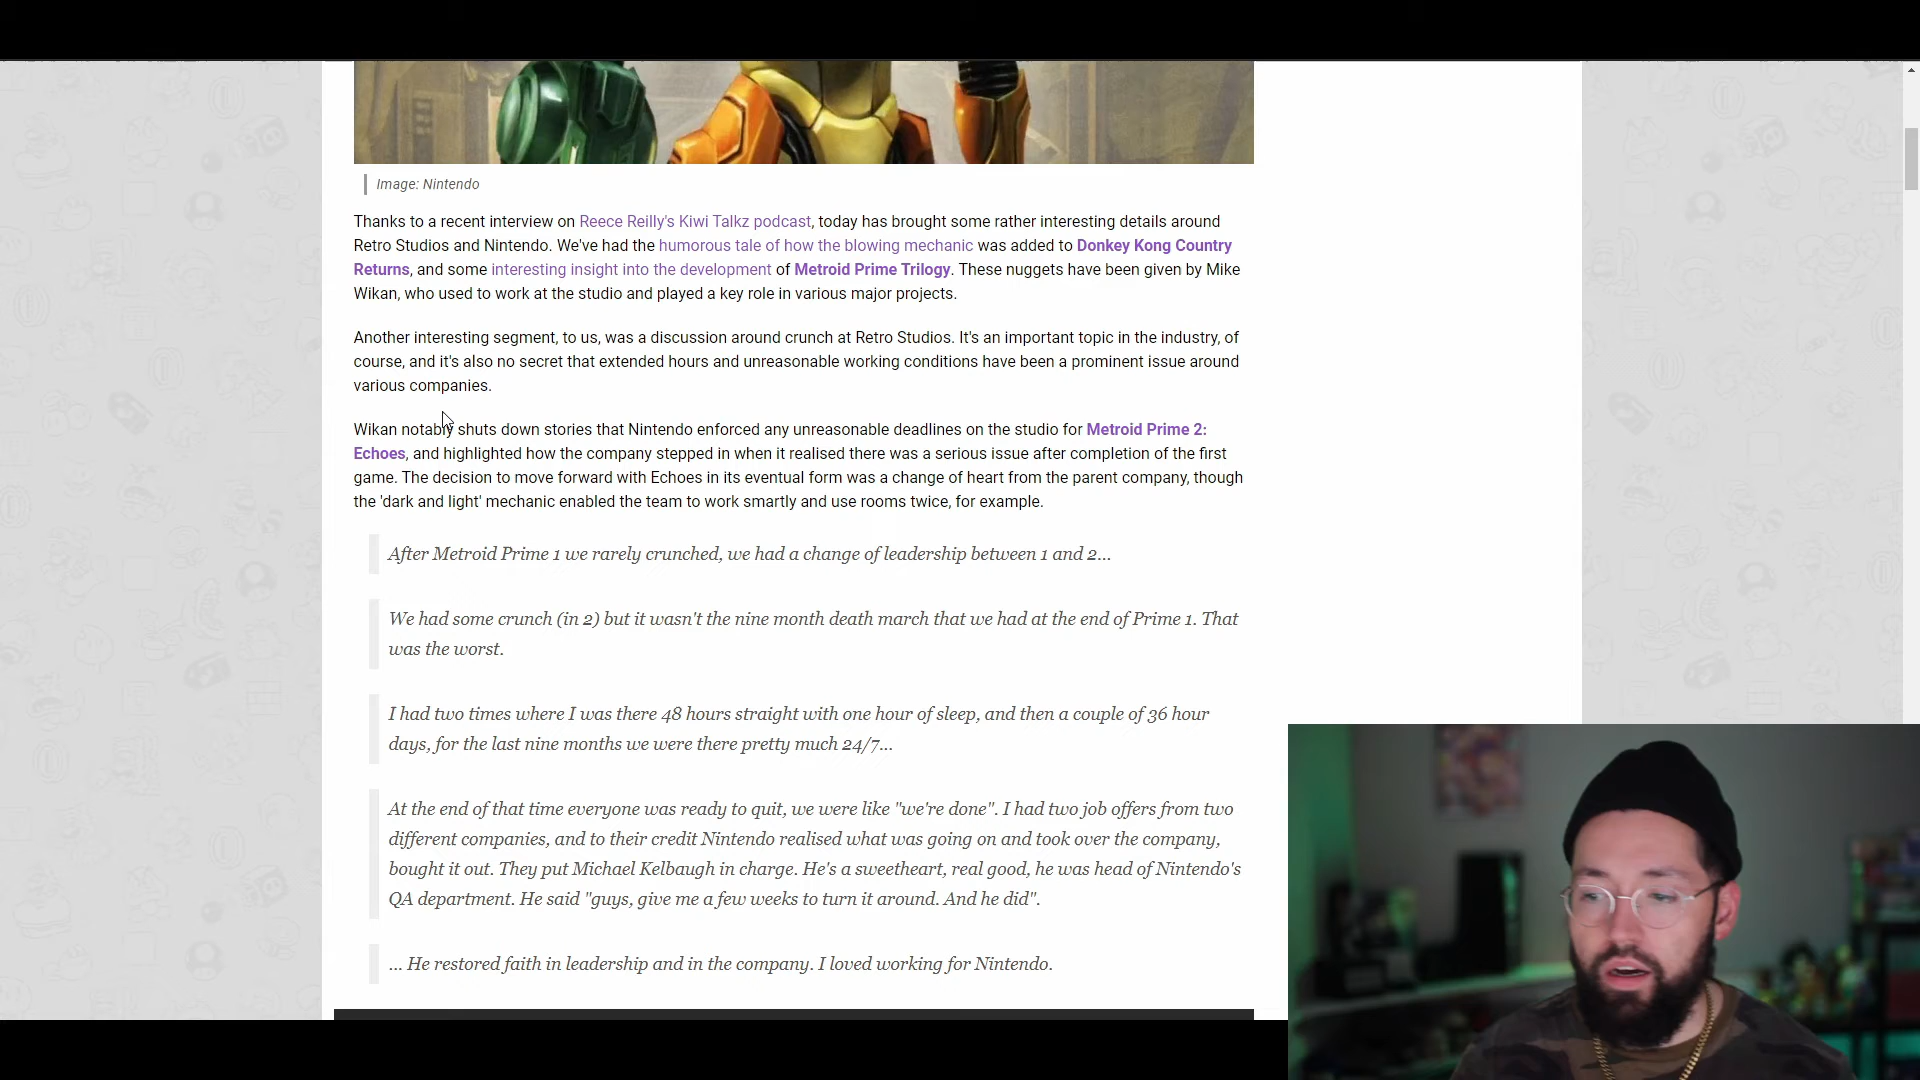 Image: Nintendo
Thanks to a recent interview on Reece Reilly's Kiwi Talkz podcast, today has brought some rather interesting details around
Retro Studios and Nintendo. We've had the humorous tale of how the blowing mechanic was added to Donkey Kong Country
Returns, and some interesting insight into the development of Metroid Prime Trilogy. These nuggets have been given by Mike
Wikan, who used to work at the studio and played a key role in various major projects.
Another interesting segment, to us, was a discussion around crunch at Retro Studios. It's an important topic in the industry, of
course, and it's also no secret that extended hours and unreasonable working conditions have been a prominent issue around
various companies.
Wikan notably shuts down stories that Nintendo enforced any unreasonable deadlines on the studio for Metroid Prime 2:
Echoes, and highlighted how the company stepped in when it realised there was a serious issue after completion of the first
game. The decision to move forward with Echoes in its eventual form was a change of heart from the parent company, though
the 'dark and light' mechanic enabled the team to work smartly and use rooms twice, for example.
After Metroid Prime 1 we rarely crunched, we had a change of leadership between 1 and 2...
We had some crunch (in 2) but it wasn't the nine month death march that we had at the end of Prime 1. That
was the worst.
I had two times where I was there 48 hours straight with one hour of sleep, and then a couple of 36 hour
days, for the last nine months we were there pretty much 24/7...
At the end of that time everyone was ready to quit, we were like "we're done". I had two job offers from two
different companies, and to their credit Nintendo realised what was going on and took over the company,
bought it out. They put Michael Kelbaugh in charge. He's a sweetheart, real good, he was head of Nintendo's
QA department. He said "guys, give me a few weeks to turn it around. And he did".
... He restored faith in leadership and in the company. I loved working for Nintendo.